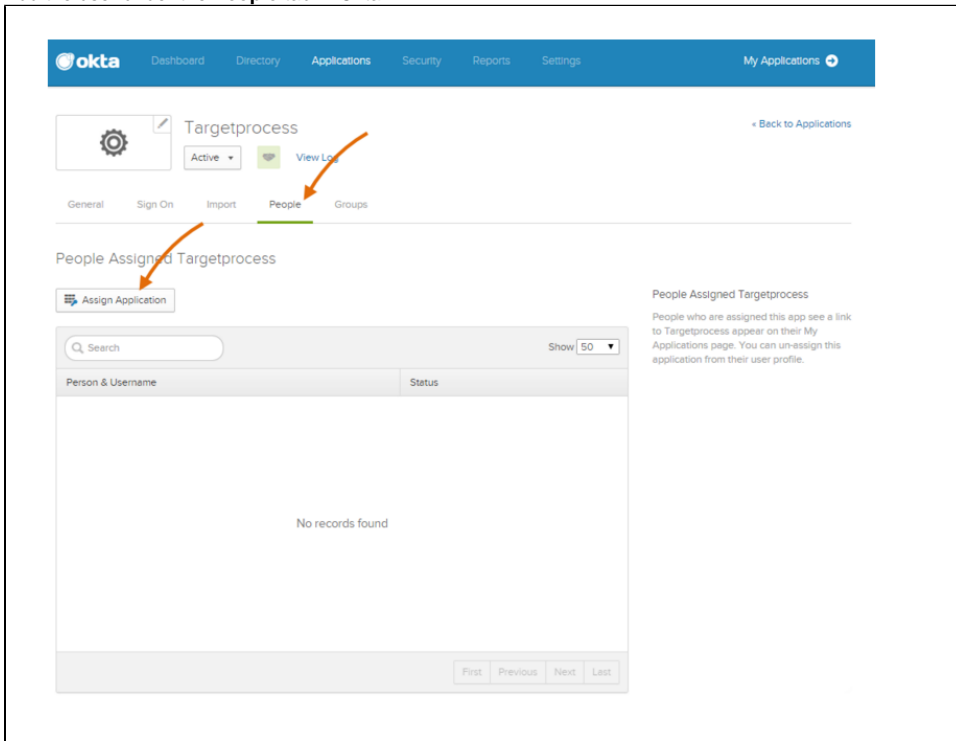 okta Dashboard Directory Applications Security Reports Settings My Applications
Targetprocess
« Back to Applications
Active View Log
General Sign On Import People Groups
People Assigned Targetprocess
Assign Application
Search
Show 50
Person & Username Status
No records found
First Previous Next Last
People Assigned Targetprocess
People who are assigned this app see a link
to Targetprocess appear on their My
Applications page. You can un-assign this
application from their user profile.